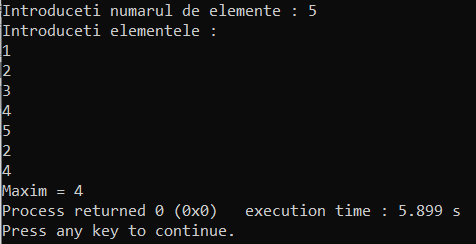 Introduceti numarul de elemente : 5
Introduceti elementele :
1
2
3
4
5
2
4
Maxim = 4
Process returned 0 (0x0)   execution time : 5.899 s
Press any key to continue.